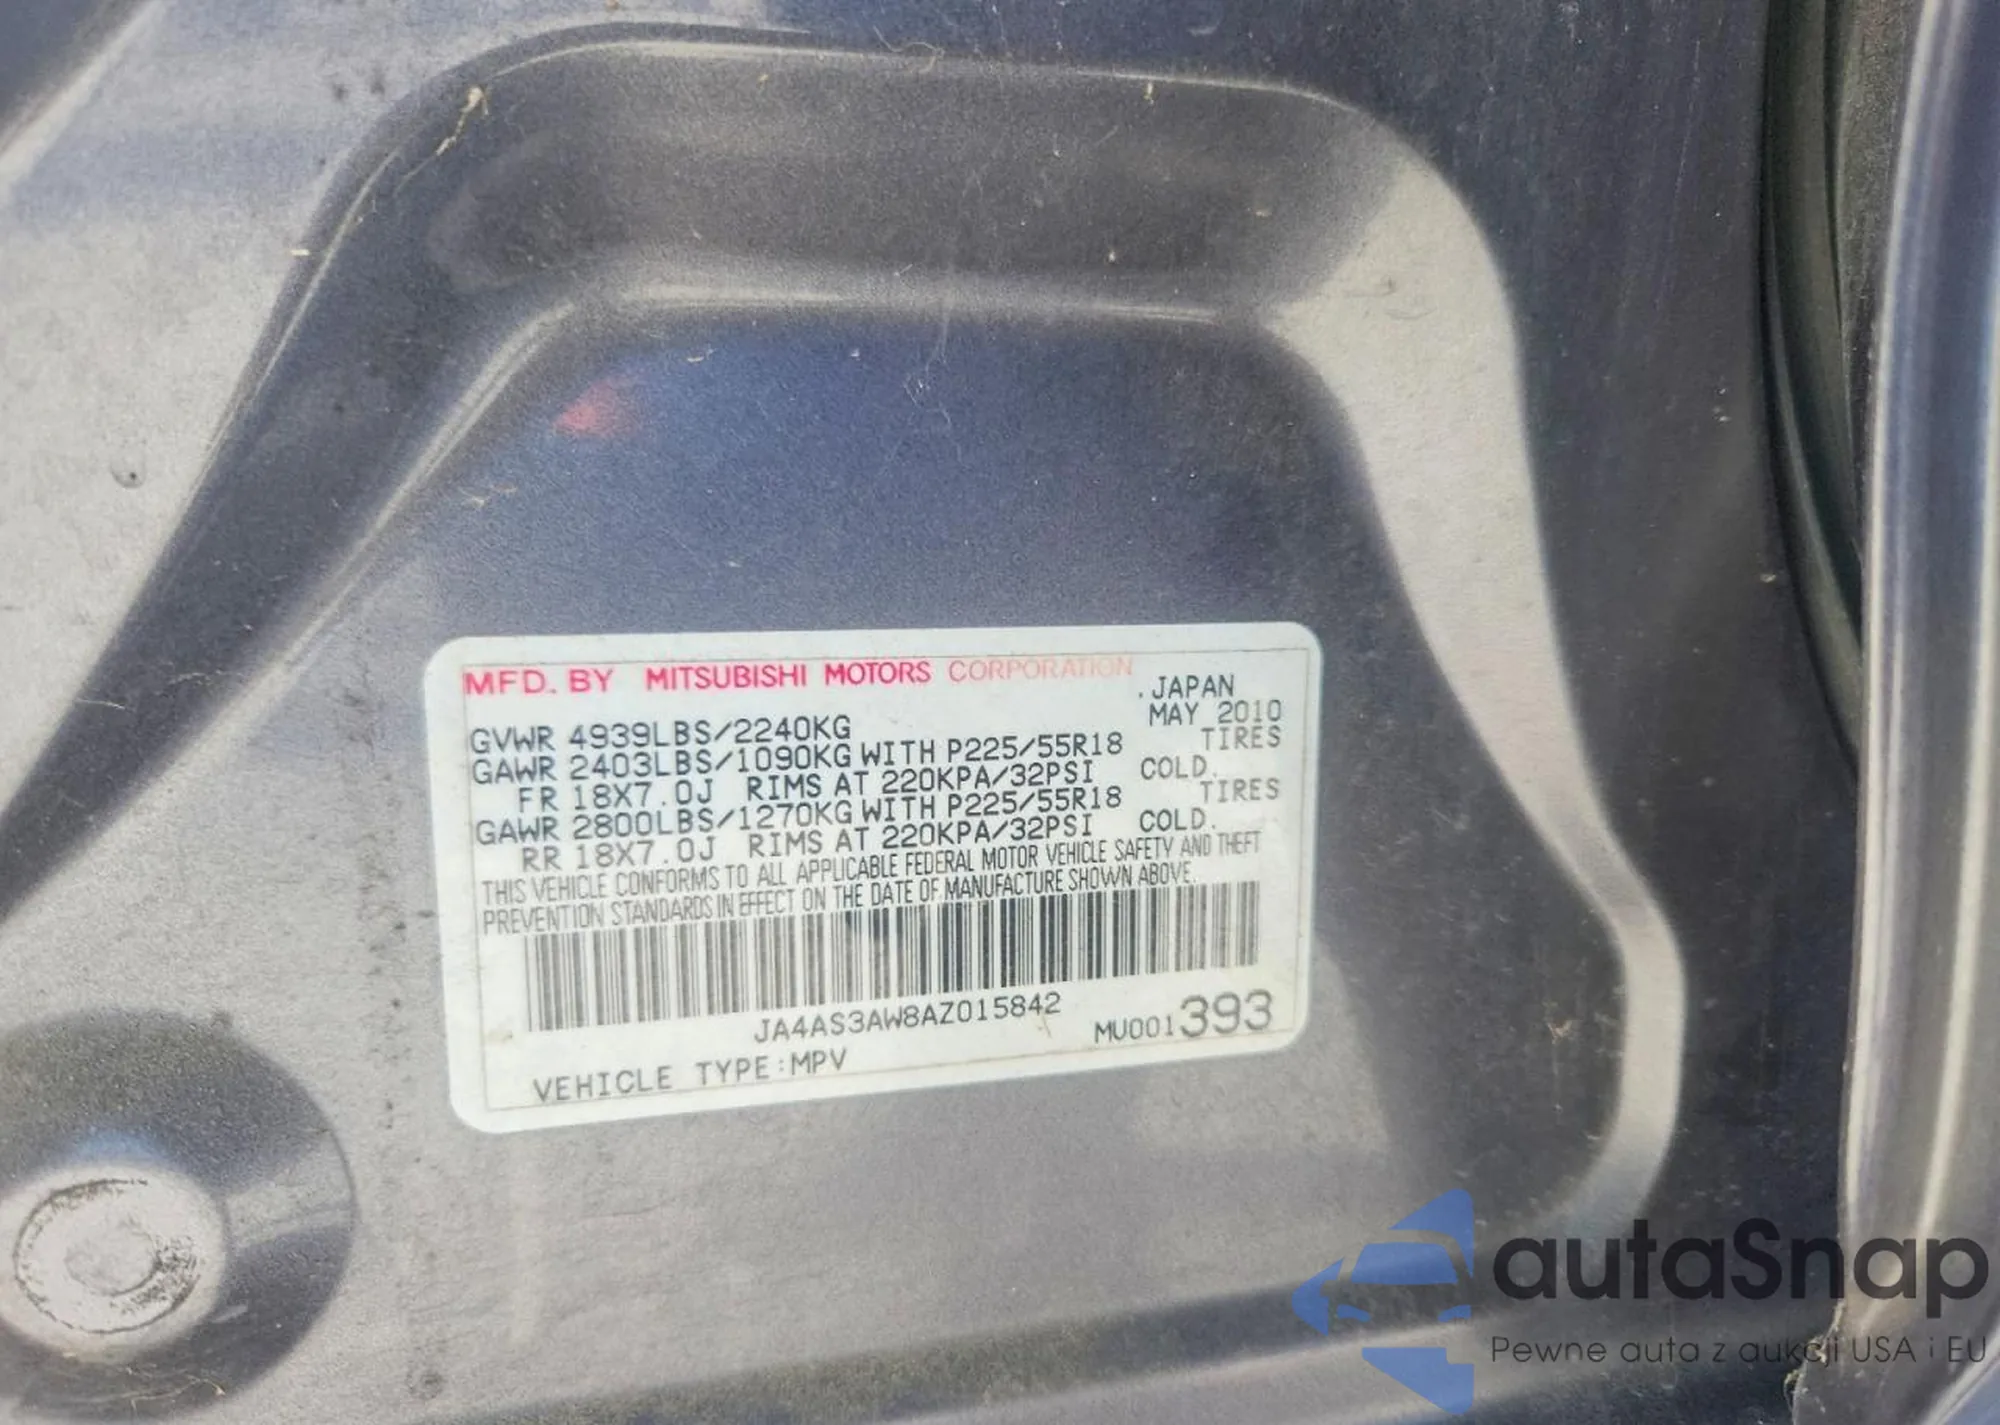 MFD. BY MITSUBISHI MOTORS CORPORATION
. JAPAN
GVWR 4939LBS/2240KG MAY 2010
GAWR 2403LBS/1090KG WITH P225/55R18 TIRES
FR 18X7.0J RIMS AT 220KPA/32PSI COLD.
GAWR 2800LBS/1270KG WITH P225/55R18 TIRES
RR 18X7.0J RIMS AT 220KPA/32PSI COLD.
THIS VEHICLE CONFORMS TO ALL APPLICABLE FEDERAL MOTOR VEHICLE SAFETY AND THEFT
PREVENTION STANDARDS IN EFFECT ON THE DATE OF MANUFACTURE SHOWN ABOVE.
JA4AS3AW8AZ015842
MU001393
VEHICLE TYPE:MPV
autaSnap
Pewne auta z aukcji USA i EU